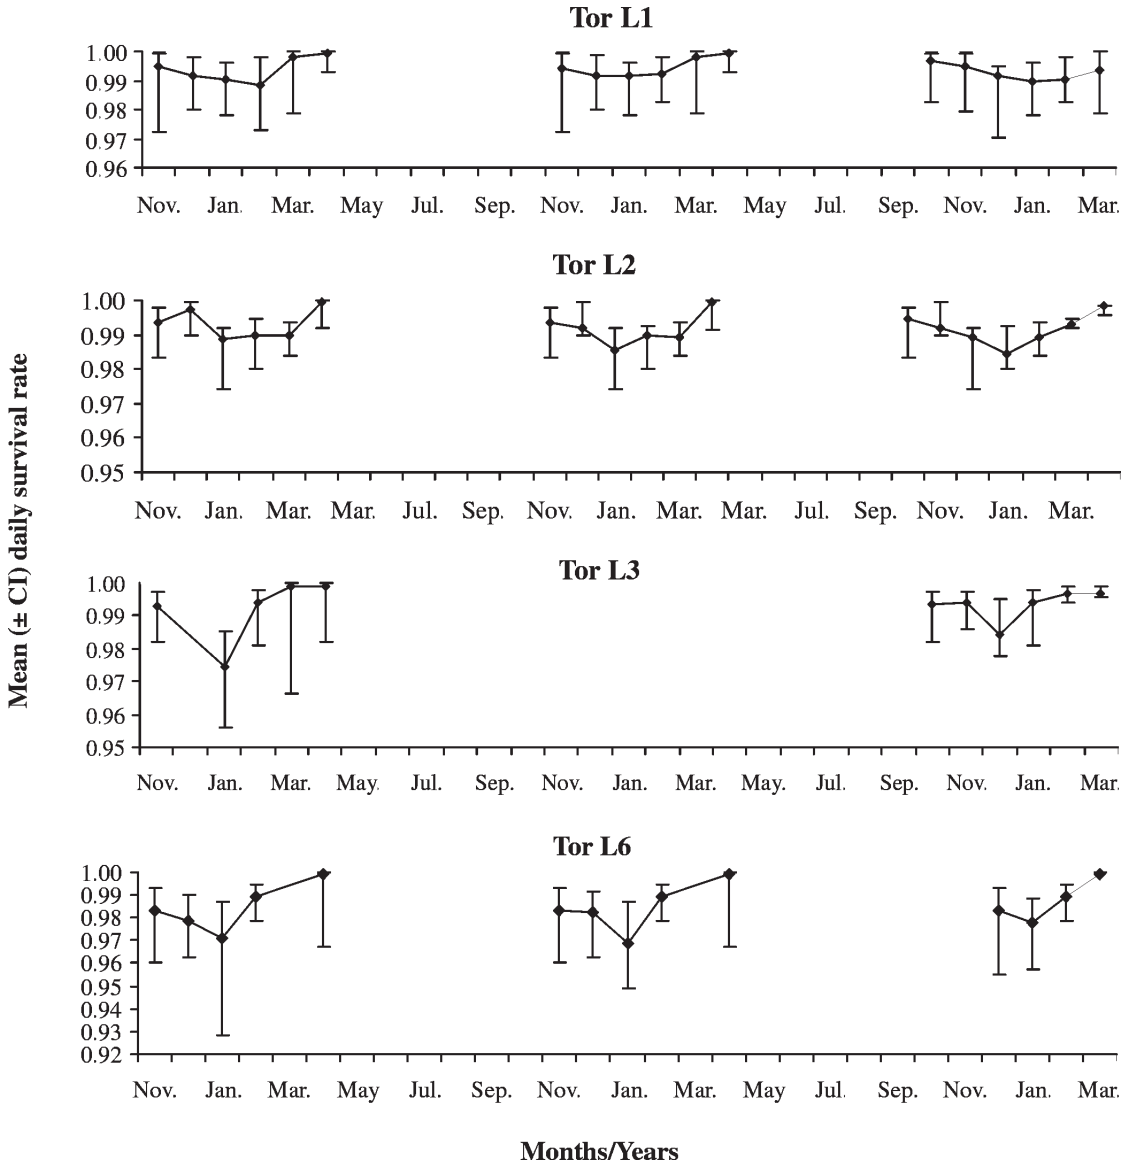 Tor L1
1.00
0.99
0.98
0.97
0.96
Nov. Jan. Mar. May Jul. Sep. Nov. Jan. Mar. May Jul. Sep. Nov. Jan. Mar.
Tor L2
1.00
0.99
0.98
0.97
0.96
0.95
Nov. Jan. Mar. Mar. Jul. Sep. Nov. Jan. Mar. Mar. Jul. Sep. Nov. Mar.
Mean (± CI) daily survival rate
Tor L3
1.00
0.99
0.98
0.97
0.96
0.95
Nov. Jan. Mar. May. Jul. Sep. Nov. Jan. Mar. May. Jul. Sep. Nov. Jan. Mar.
Tor L6
1.00
0.99
0.98
0.97
0.96
0.95
0.94
0.93
0.92
Nov. Jan. Mar. May Jul. Sep. Nov. Jan. Mar. May Jul. Sep. Nov. Jan. Mar.
Months/Years